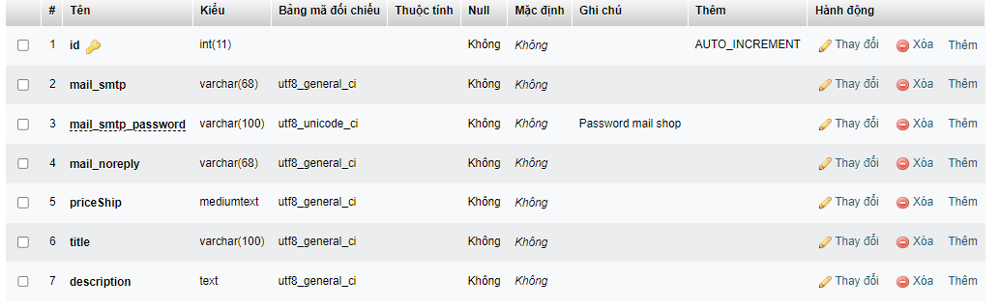 # Tên Kiểu Bảng mã đối chiếu Thuộc tính Null Mặc định Ghi chú Thêm Hành động
1 id int(11) Không Không AUTO_INCREMENT Thay đổi Xóa Thêm
2 mail_smtp varchar(68) utf8_general_ci Không Không Thay đổi Xóa Thêm
3 mail_smtp_password varchar(100) utf8_unicode_ci Không Không Password mail shop Thay đổi Xóa Thêm
4 mail_noreply varchar(68) utf8_general_ci Không Không Thay đổi Xóa Thêm
5 priceShip mediumtext utf8_general_ci Không Không Thay đổi Xóa Thêm
6 title varchar(100) utf8_general_ci Không Không Thay đổi Xóa Thêm
7 description text utf8_general_ci Không Không Thay đổi Xóa Thêm